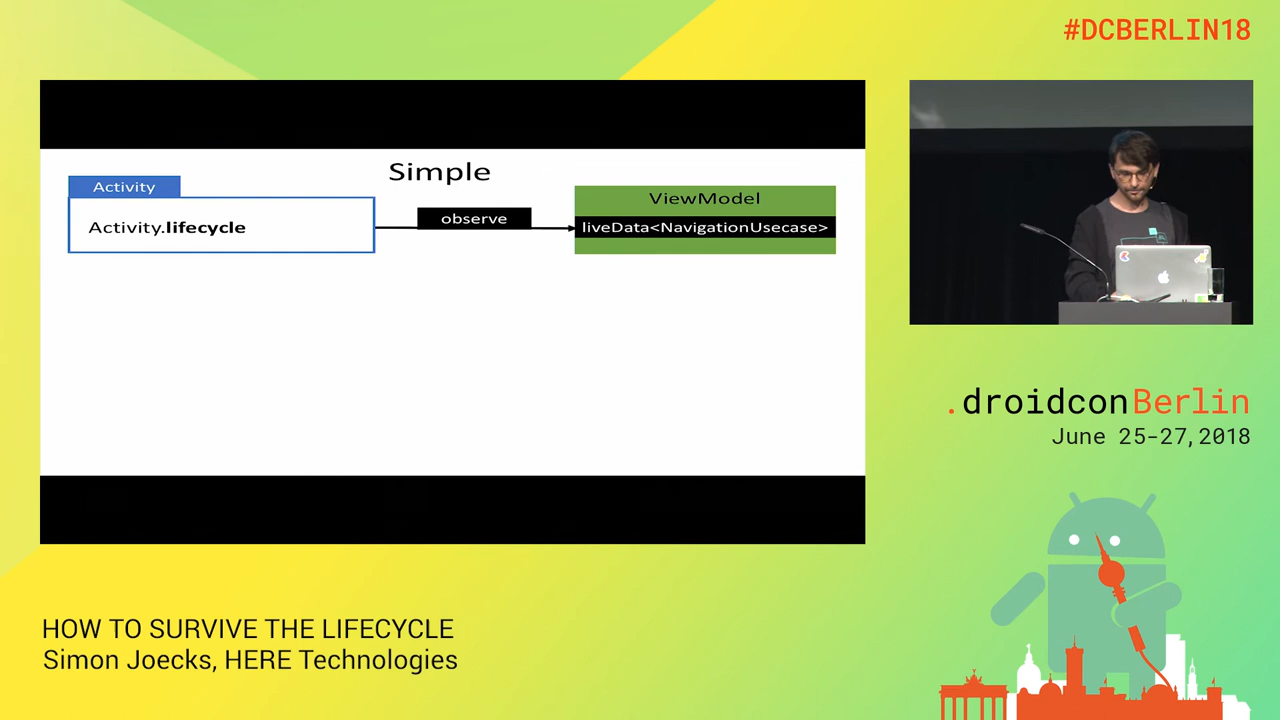 #DCBERLIN18
Simple
Activity
Activity.lifecycle
observe
ViewModel
liveData<NavigationUsecase>
.droidconBerlin
June 25-27,2018
HOW TO SURVIVE THE LIFECYCLE
Simon Joecks, HERE Technologies